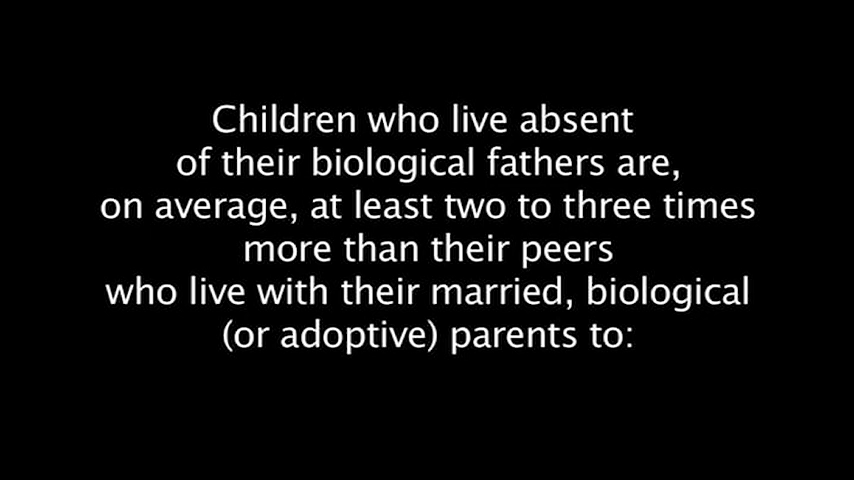 Children who live absent
of their biological fathers are,
on average, at least two to three times
more than their peers
who live with their married, biological
(or adoptive) parents to: